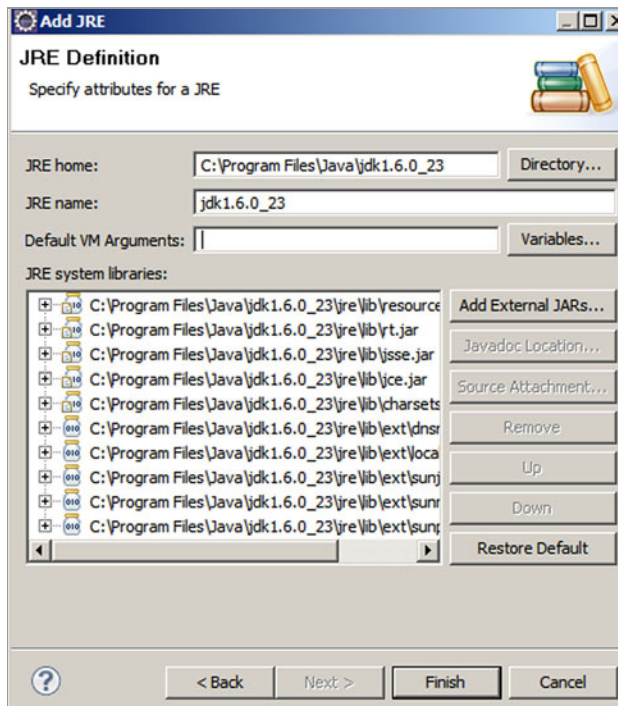 Add JRE
JRE Definition
Specify attributes for a JRE
JRE home: C:\Program Files\Java\jdk1.6.0_23 Directory...
JRE name: jdk1.6.0_23
Default VM Arguments: Variables...
JRE system libraries:
C:\Program Files\Java\jdk1.6.0_23\jre\lib\resource Add External JARs...
C:\Program Files\Java\jdk1.6.0_23\jre\lib\rt.jar
C:\Program Files\Java\jdk1.6.0_23\jre\lib\jsse.jar Javadoc Location...
C:\Program Files\Java\jdk1.6.0_23\jre\lib\jce.jar Source Attachment...
C:\Program Files\Java\jdk1.6.0_23\jre\lib\charsets
C:\Program Files\Java\jdk1.6.0_23\jre\lib\ext\dnsr Remove
C:\Program Files\Java\jdk1.6.0_23\jre\lib\ext\loca
C:\Program Files\Java\jdk1.6.0_23\jre\lib\ext\sunj Up
C:\Program Files\Java\jdk1.6.0_23\jre\lib\ext\sunr Down
C:\Program Files\Java\jdk1.6.0_23\jre\lib\ext\sunp
Restore Default
? < Back Next > Finish Cancel